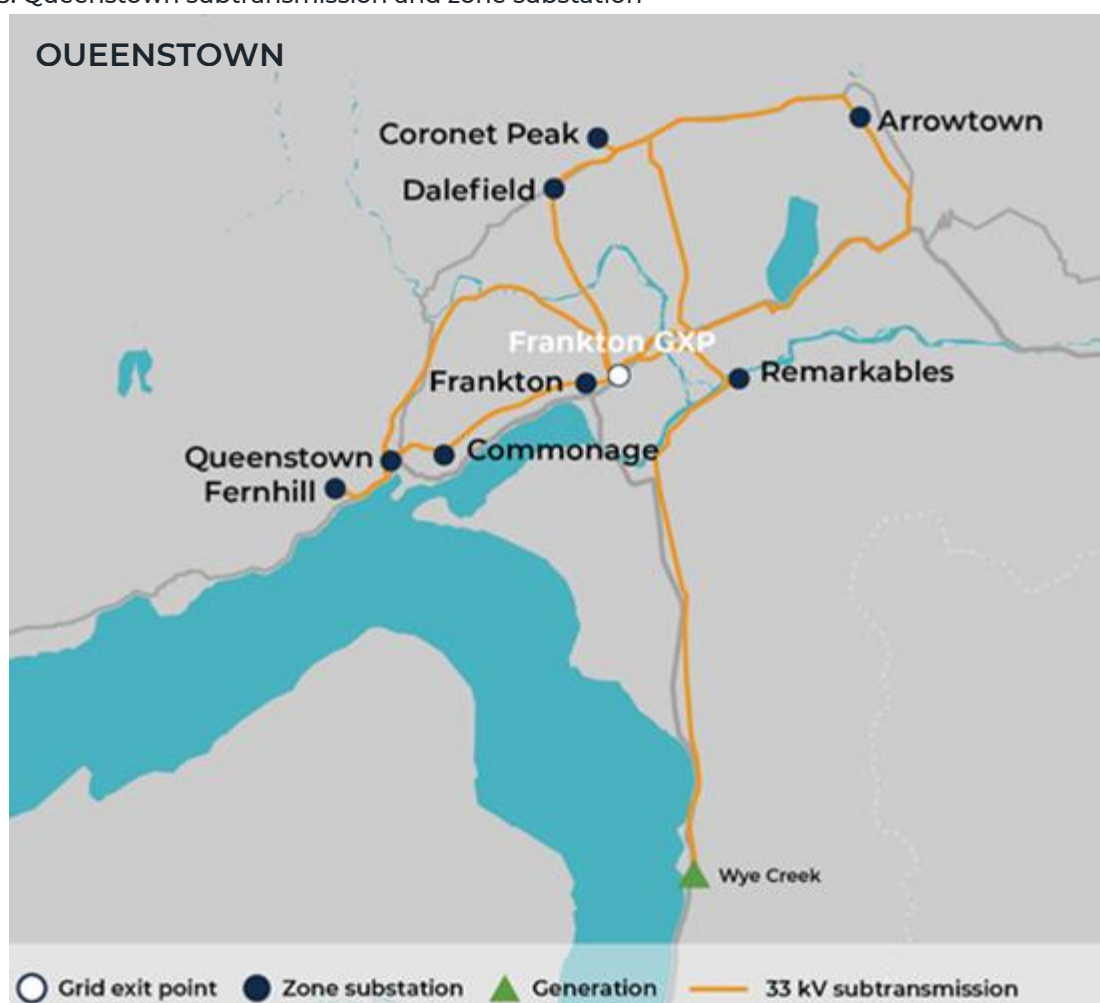 s. Queenstown subtransmission and zone substation
QUEENSTOWN
Coronet Peak
Arrowtown
Dalefield
Frankton GXP
Frankton
Remarkables
Queenstown
Commonage
Fernhill
Wye Creek
Grid exit point
Zone substation
Generation
33 kV subtransmission